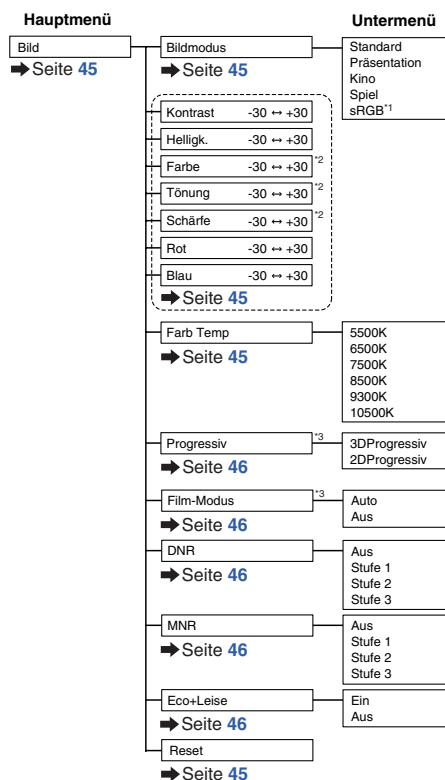 Hauptmenü Untermenü
Bild Bildmodus Standard
➡ Seite 45 ➡ Seite 45 Präsentation
Kino
Spiel
sRGB*1
Kontrast -30 ↔ +30
Helligk. -30 ↔ +30
Farbe -30 ↔ +30 *2
Tönung -30 ↔ +30 *2
Schärfe -30 ↔ +30 *2
Rot -30 ↔ +30
Blau -30 ↔ +30
➡ Seite 45
Farb Temp 5500K
➡ Seite 45 6500K
7500K
8500K
9300K
10500K
Progressiv *3 3DProgressiv
➡ Seite 46 2DProgressiv
Film-Modus *3 Auto
➡ Seite 46 Aus
DNR Aus
➡ Seite 46 Stufe 1
Stufe 2
Stufe 3
MNR Aus
➡ Seite 46 Stufe 1
Stufe 2
Stufe 3
Eco+Leise Ein
➡ Seite 46 Aus
Reset
➡ Seite 45